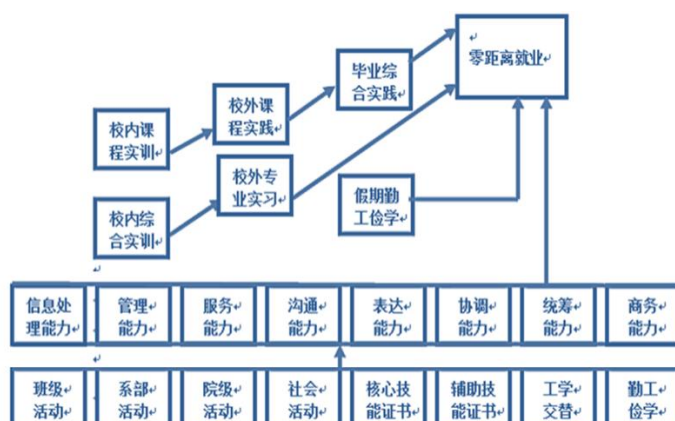 零距离就业
毕业综
合实践
校外课
程实践
校内课
程实训
校外专
业实习
假期勤
工俭学
校内综
合实训
信息处
理能力
管理
能力
服务
能力
沟通
能力
表达
能力
协调
能力
统筹
能力
商务
能力
班级
活动
系部
活动
院级
活动
社会
活动
核心技
能证书
辅助技
能证书
工学
交替
勤工
俭学